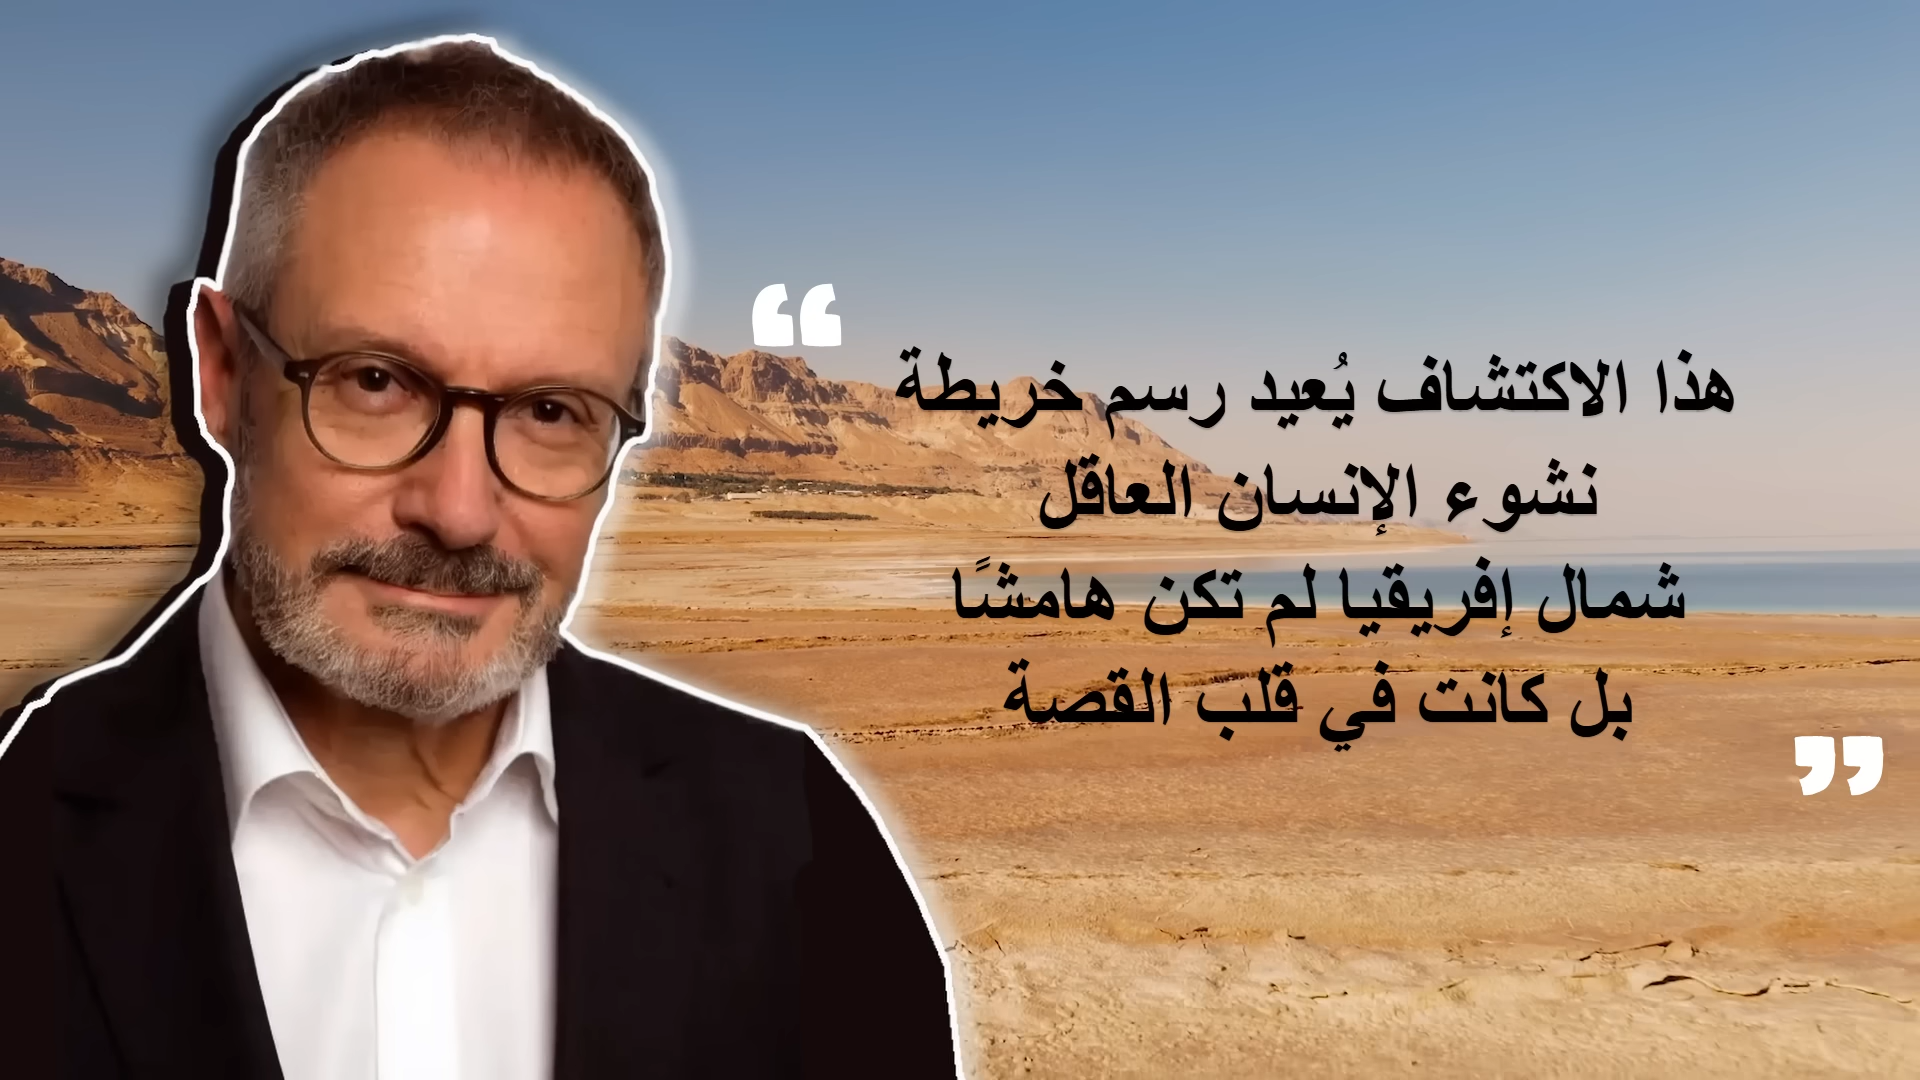 هذا الاكتشاف يُعيد رسم خريطة
نشوء الإنسان العاقل
شمال إفريقيا لم تكن هامشًا
بل كانت في قلب القصة